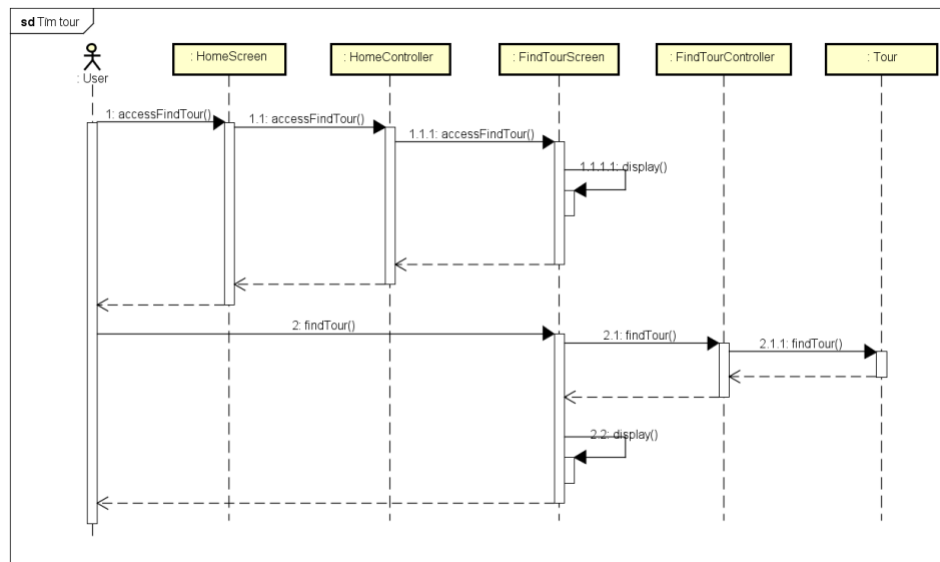 sd Tìm tour
: User
: HomeScreen
: HomeController
: FindTourScreen
: FindTourController
: Tour
1: accessFindTour()
1.1: accessFindTour()
1.1.1: accessFindTour()
1.1.1.1: display()
2: findTour()
2.1: findTour()
2.1.1: findTour()
2.2: display()